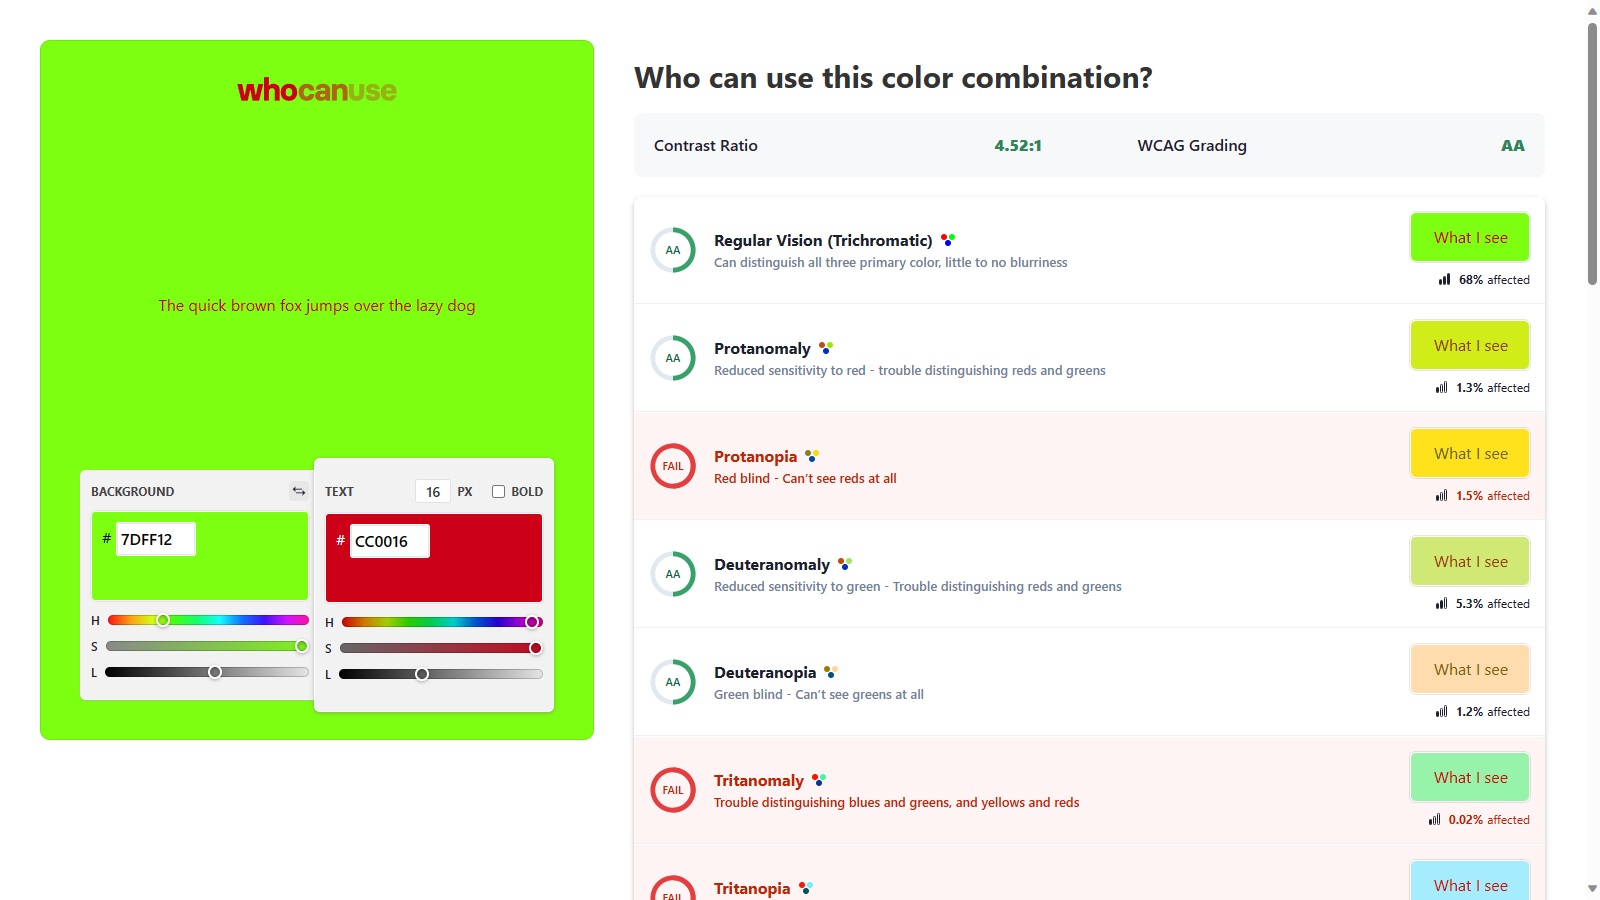 whocanuse
The quick brown fox jumps over the lazy dog
BACKGROUND
# 7DFF12
H
S
L
TEXT 16 PX BOLD
# CC0016
H
S
L
Who can use this color combination?
Contrast Ratio 4.52:1 WCAG Grading AA
AA
Regular Vision (Trichromatic)
Can distinguish all three primary color, little to no blurriness
What I see
68% affected
AA
Protanomaly
Reduced sensitivity to red - trouble distinguishing reds and greens
What I see
1.3% affected
FAIL
Protanopia
Red blind - Can’t see reds at all
What I see
1.5% affected
AA
Deuteranomaly
Reduced sensitivity to green - Trouble distinguishing reds and greens
What I see
5.3% affected
AA
Deuteranopia
Green blind - Can’t see greens at all
What I see
1.2% affected
FAIL
Tritanomaly
Trouble distinguishing blues and greens, and yellows and reds
What I see
0.02% affected
FAIL
Tritanopia
What I see